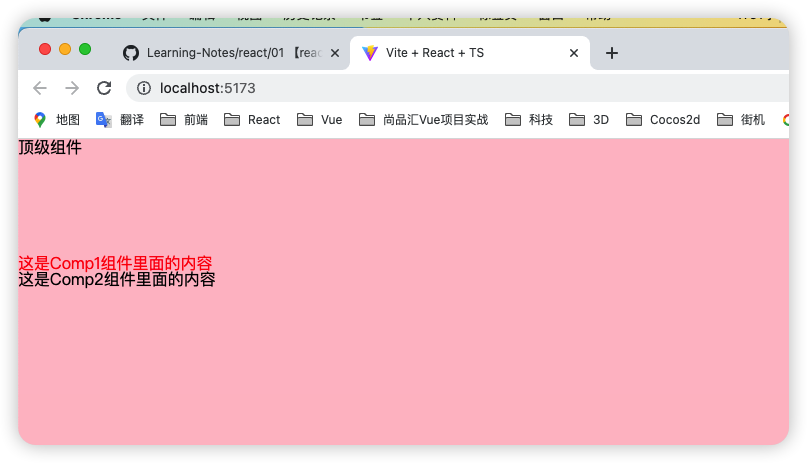 Learning-Notes/react/01 【reac
Vite + React + TS
localhost:5173
地图 翻译 前端 React Vue 尚品汇Vue项目实战 科技 3D Cocos2d 街机
顶级组件
这是Comp1组件里面的内容
这是Comp2组件里面的内容